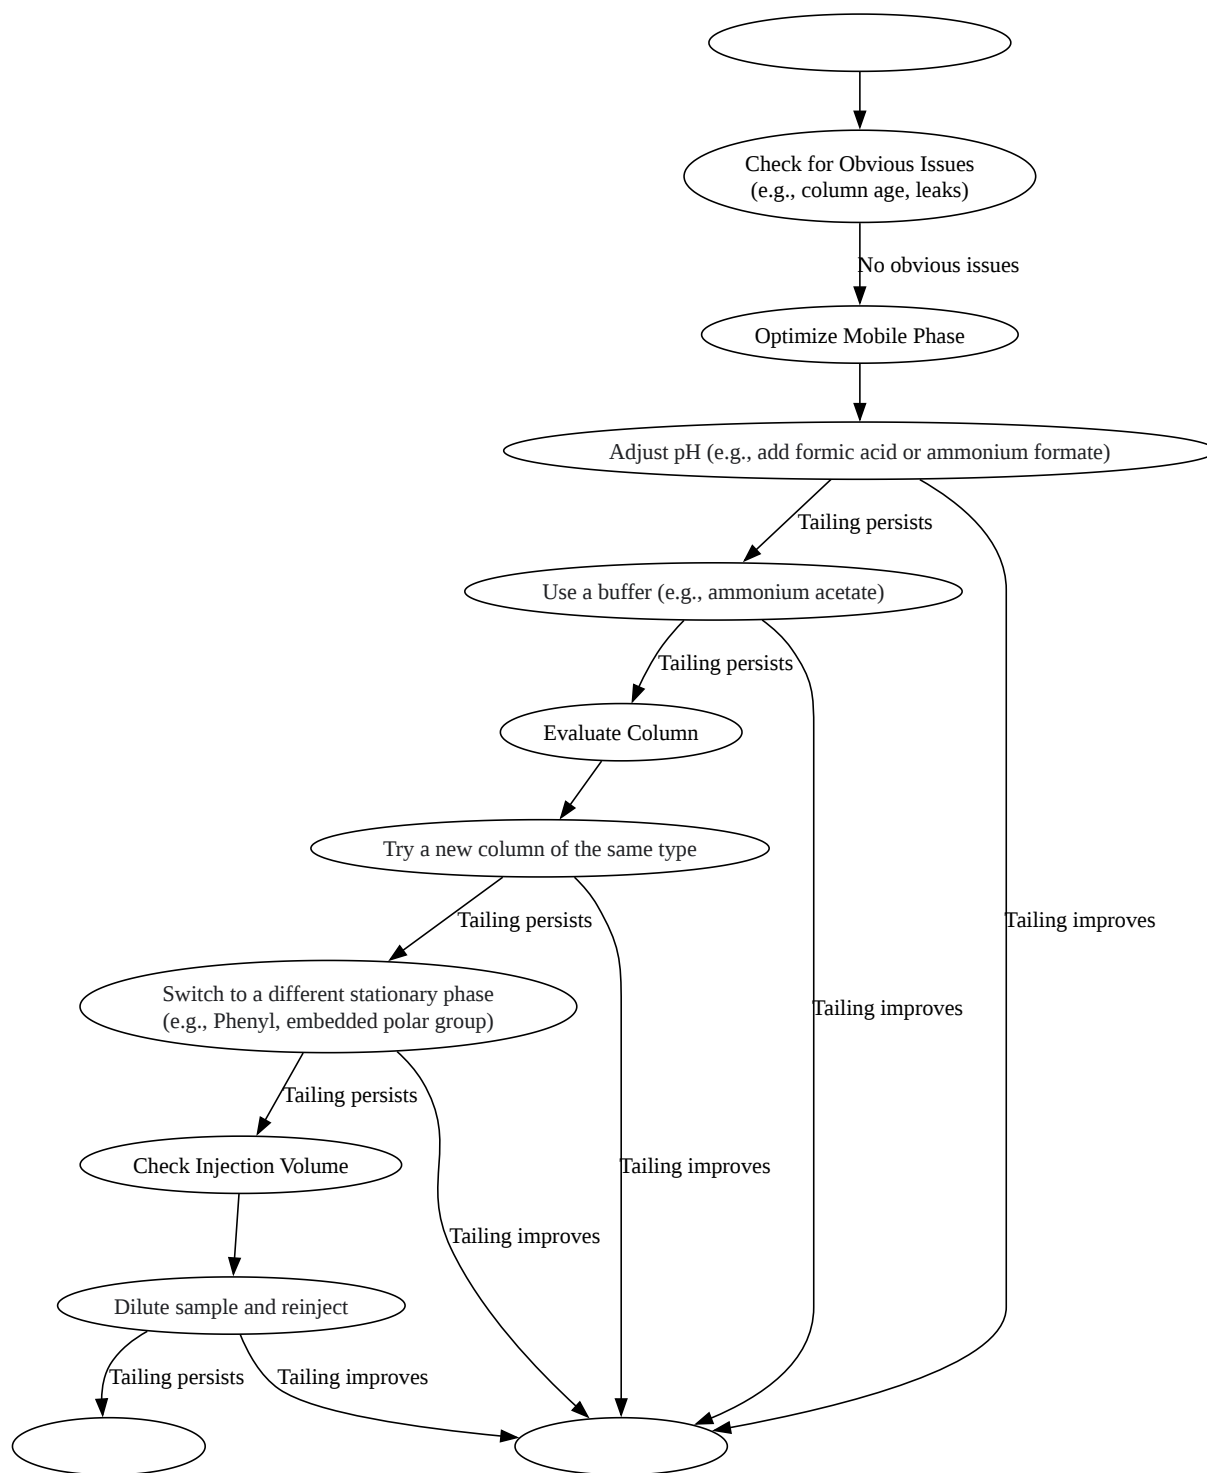 Check for Obvious Issues
(e.g., column age, leaks)
No obvious issues
Optimize Mobile Phase
Adjust pH (e.g., add formic acid or ammonium formate)
Tailing persists
Use a buffer (e.g., ammonium acetate)
Tailing persists
Evaluate Column
Try a new column of the same type
Tailing persists
Tailing improves
Switch to a different stationary phase
(e.g., Phenyl, embedded polar group)
Tailing improves
Tailing persists
Check Injection Volume
Tailing improves
Tailing improves
Dilute sample and reinject
Tailing persists
Tailing improves